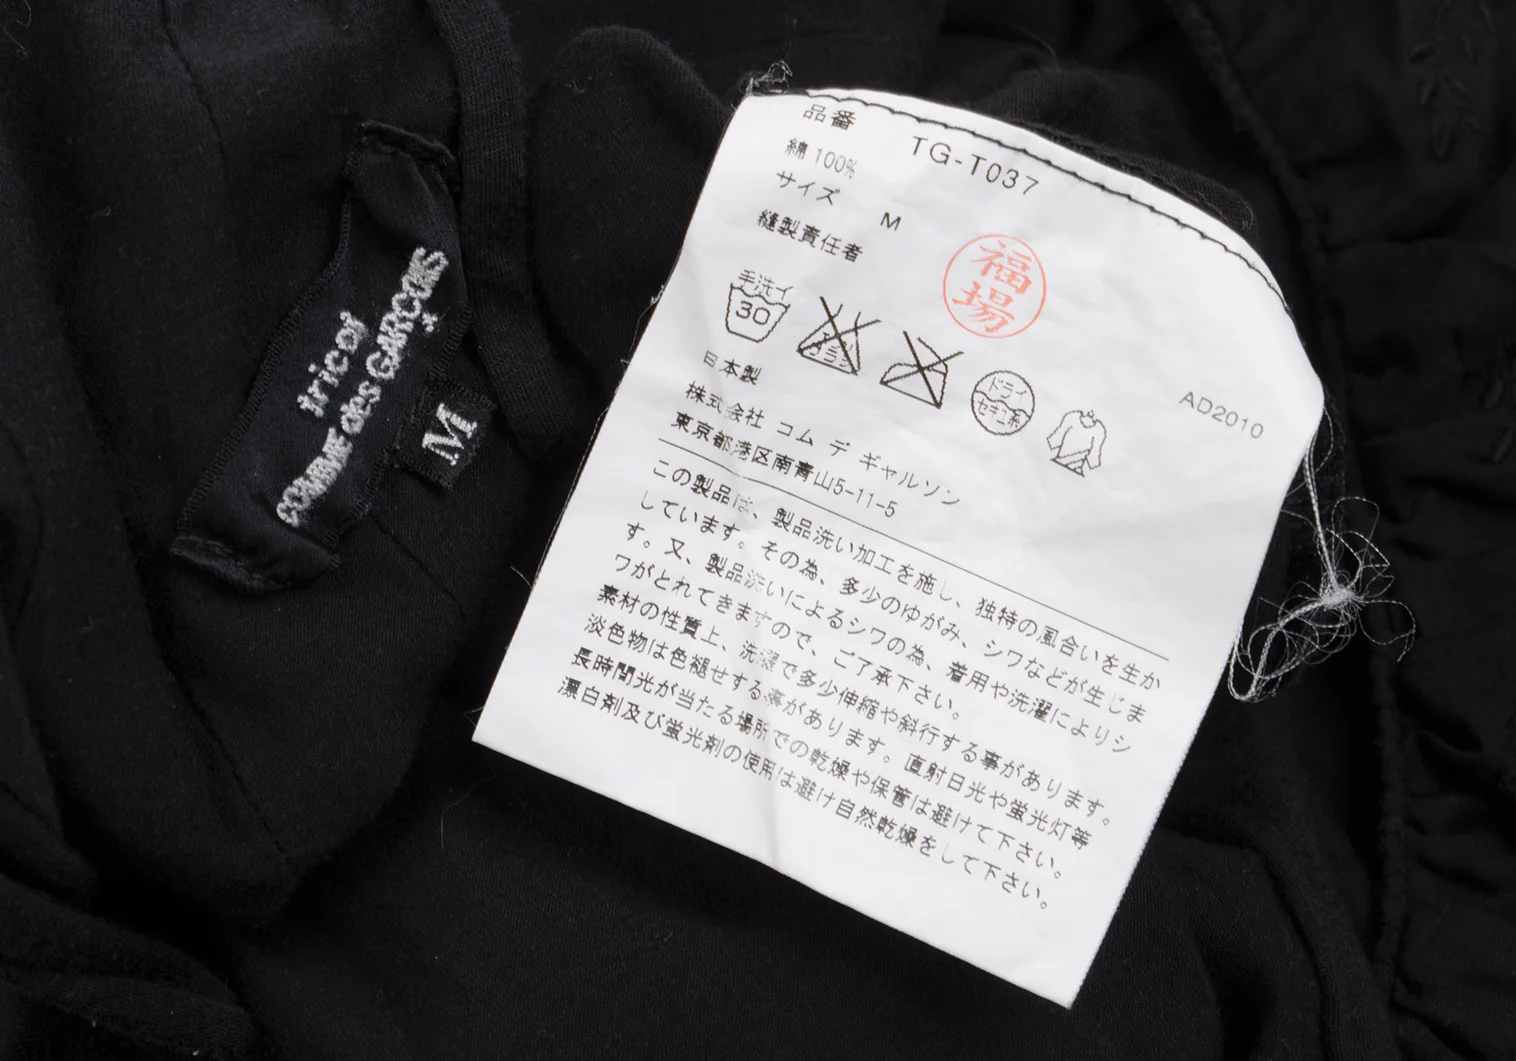 tricot
COMME des GARÇONS
M
品番 TG-T037
綿 100%
サイズ M
縫製責任者
福場
手洗イ
30
エンソ
サラシ
ドライ
セキユ系
日本製
AD2010
株式会社 コム デ ギャルソン
東京都港区南青山5-11-5
この製品は、製品洗い加工を施し、独特の風合いを生か
しています。その為、多少のゆがみ、シワなどが生じま
す。又、製品洗いによるシワの為、着用や洗濯によりシ
ワがとれてきますので、ご了承下さい。
素材の性質上、洗濯で多少伸縮や斜行する事があります。
淡色物は色褪せする事があります。直射日光や蛍光灯等
長時間光が当たる場所での乾燥や保管は避けて下さい。
漂白剤及び蛍光剤の使用は避け自然乾燥をして下さい。